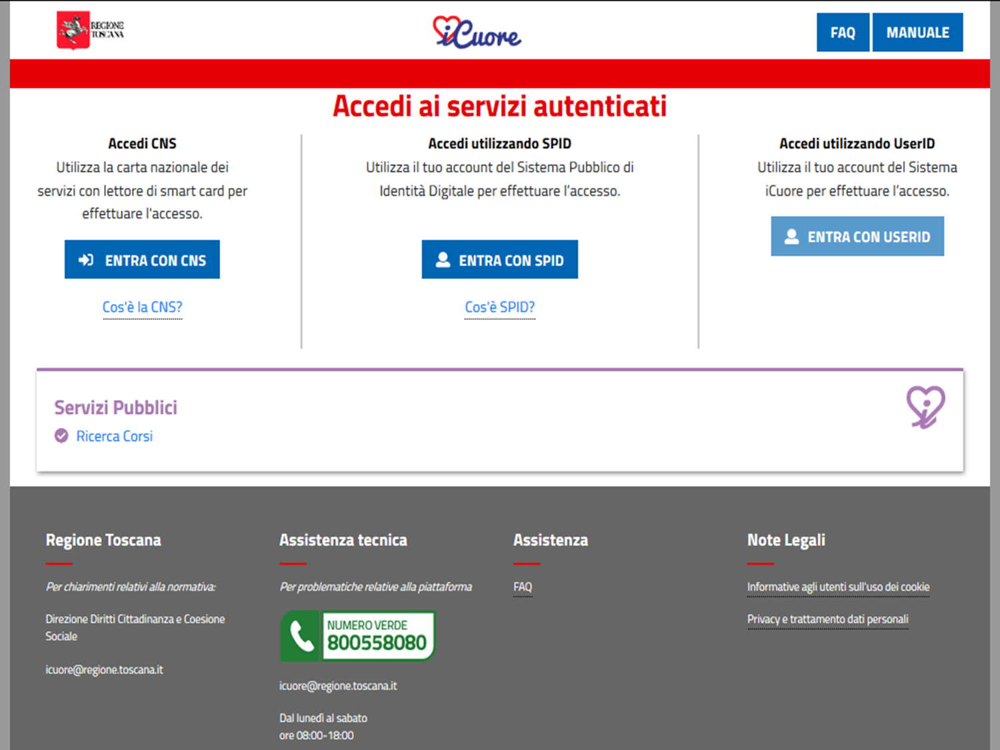 REGIONE
TOSCANA
iCuore
FAQ
MANUALE
Accedi ai servizi autenticati
Accedi CNS
Utilizza la carta nazionale dei
servizi con lettore di smart card per
effettuare l'accesso.
ENTRA CON CNS
Cos'è la CNS?
Accedi utilizzando SPID
Utilizza il tuo account del Sistema Pubblico di
Identità Digitale per effettuare l’accesso.
ENTRA CON SPID
Cos'è SPID?
Accedi utilizzando UserID
Utilizza il tuo account del Sistema
iCuore per effettuare l’accesso.
ENTRA CON USERID
Servizi Pubblici
Ricerca Corsi
Regione Toscana
Per chiarimenti relativi alla normativa:
Direzione Diritti Cittadinanza e Coesione
Sociale
icuore@regione.toscana.it
Assistenza tecnica
Per problematiche relative alla piattaforma
NUMERO VERDE
800558080
icuore@regione.toscana.it
Dal lunedì al sabato
ore 08:00-18:00
Assistenza
FAQ
Note Legali
Informative agli utenti sull'uso dei cookie
Privacy e trattamento dati personali